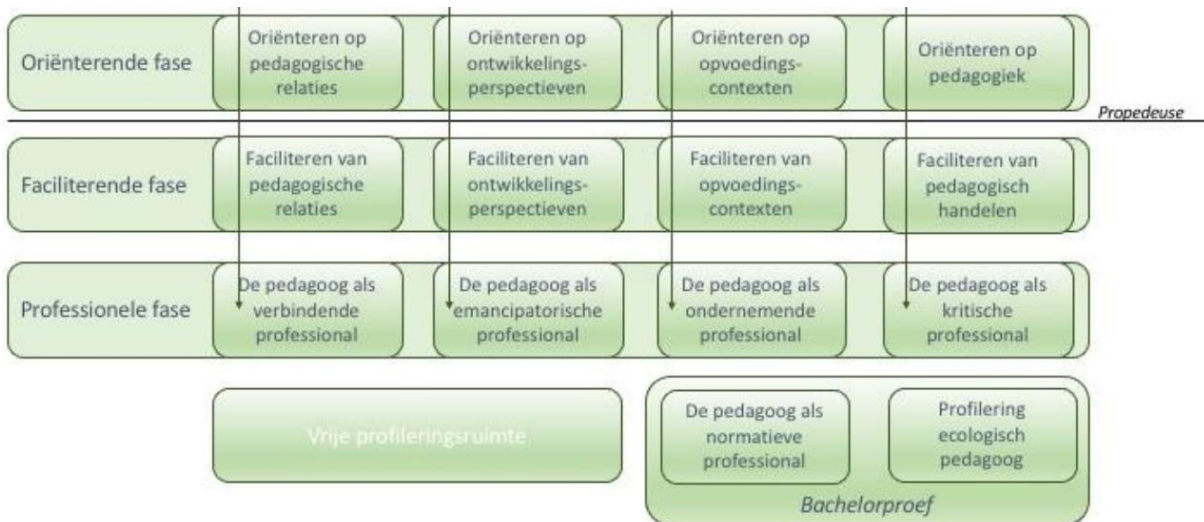 Oriënterende fase
Oriënteren op
pedagogische
relaties
Oriënteren op
ontwikkelings-
perspectieven
Oriënteren op
opvoedings-
contexten
Oriënteren op
pedagogiek
Propedeuse
Faciliterende fase
Faciliteren van
pedagogische
relaties
Faciliteren van
ontwikkelings-
perspectieven
Faciliteren van
opvoedings-
contexten
Faciliteren van
pedagogisch
handelen
Professionele fase
De pedagoog als
verbindende
professional
De pedagoog als
emancipatorische
professional
De pedagoog als
ondernemende
professional
De pedagoog als
kritische
professional
Vrije profileringsruimte
De pedagoog als
normatieve
professional
Profilering
ecologisch
pedagoog
Bachelorproef